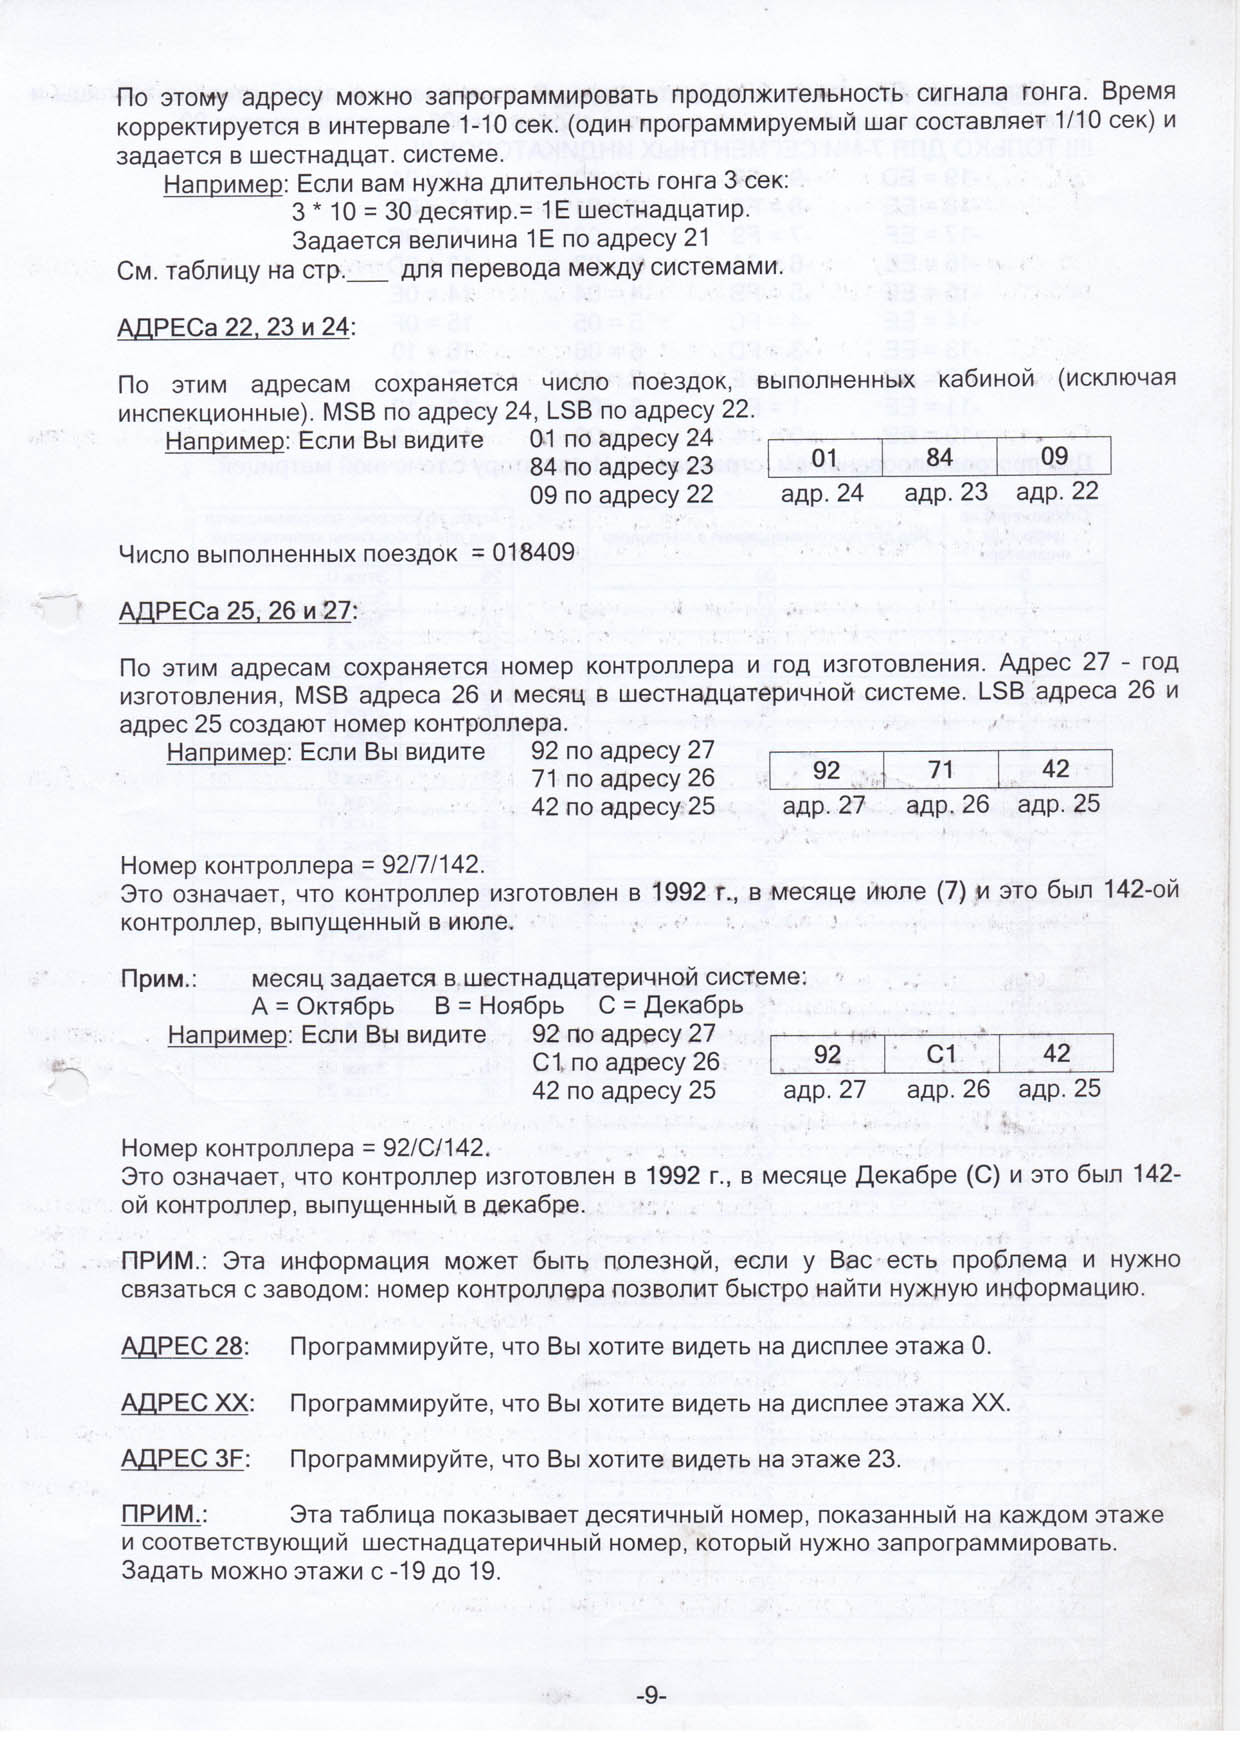 По этому адресу можно запрограммировать продолжительность сигнала гонга. Время
корректируется в интервале 1-10 сек. (один программируемый шаг составляет 1/10 сек) и
задается в шестнадцат. системе.
Например: Если вам нужна длительность гонга 3 сек:
3 * 10 = 30 десятир.= 1E шестнадцатир.
Задается величина 1E по адресу 21
См. таблицу на стр.___ для перевода между системами.
АДРЕСа 22, 23 и 24:
По этим адресам сохраняется число поездок, выполненных кабиной (исключая
инспекционные). MSB по адресу 24, LSB по адресу 22.
Например: Если Вы видите 01 по адресу 24
84 по адресу 23
09 по адресу 22
01 84 09
адр. 24 адр. 23 адр. 22
Число выполненных поездок = 018409
АДРЕСа 25, 26 и 27:
По этим адресам сохраняется номер контроллера и год изготовления. Адрес 27 - год
изготовления, MSB адреса 26 и месяц в шестнадцатеричной системе. LSB адреса 26 и
адрес 25 создают номер контроллера.
Например: Если Вы видите 92 по адресу 27
71 по адресу 26
42 по адресу 25
92 71 42
адр. 27 адр. 26 адр. 25
Номер контроллера = 92/7/142.
Это означает, что контроллер изготовлен в 1992 г., в месяце июле (7) и это был 142-ой
контроллер, выпущенный в июле.
Прим.: месяц задается в шестнадцатеричной системе:
A = Октябрь B = Ноябрь C = Декабрь
Например: Если Вы видите 92 по адресу 27
C1 по адресу 26
42 по адресу 25
92 C1 42
адр. 27 адр. 26 адр. 25
Номер контроллера = 92/C/142.
Это означает, что контроллер изготовлен в 1992 г., в месяце Декабре (C) и это был 142-
ой контроллер, выпущенный в декабре.
ПРИМ.: Эта информация может быть полезной, если у Вас есть проблема и нужно
связаться с заводом: номер контроллера позволит быстро найти нужную информацию.
АДРЕС 28: Программируйте, что Вы хотите видеть на дисплее этажа 0.
АДРЕС XX: Программируйте, что Вы хотите видеть на дисплее этажа XX.
АДРЕС 3F: Программируйте, что Вы хотите видеть на этаже 23.
ПРИМ.: Эта таблица показывает десятичный номер, показанный на каждом этаже
и соответствующий шестнадцатеричный номер, который нужно запрограммировать.
Задать можно этажи с -19 до 19.
-9-